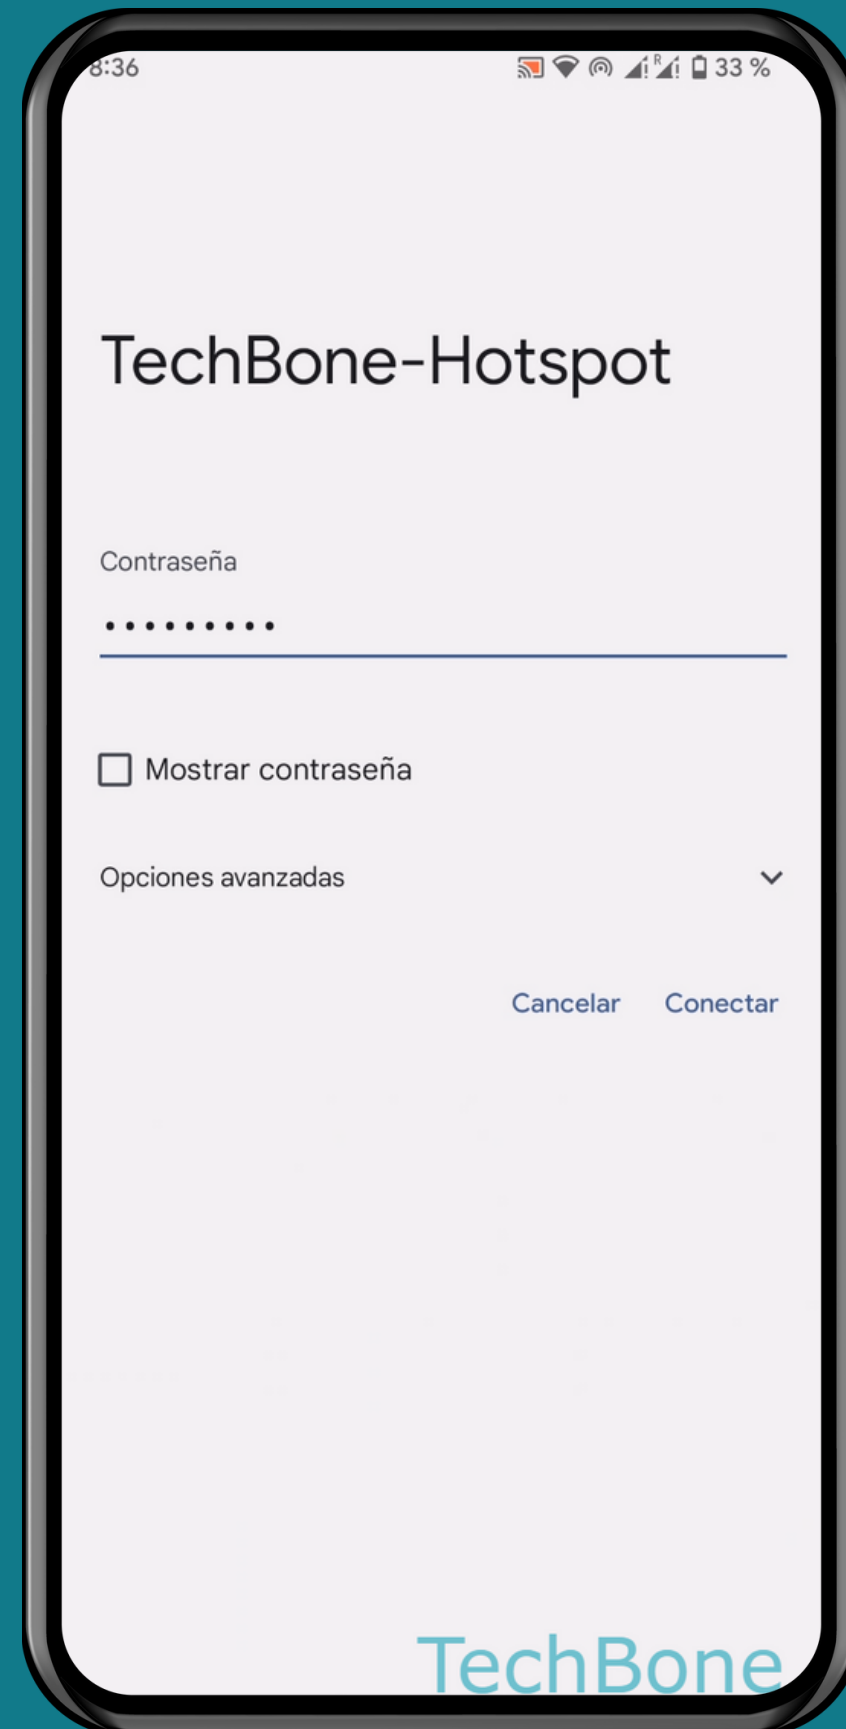 8:36 R 33 %
TechBone-Hotspot
Contraseña
•••••••••
Mostrar contraseña
Opciones avanzadas
Cancelar Conectar
TechBone